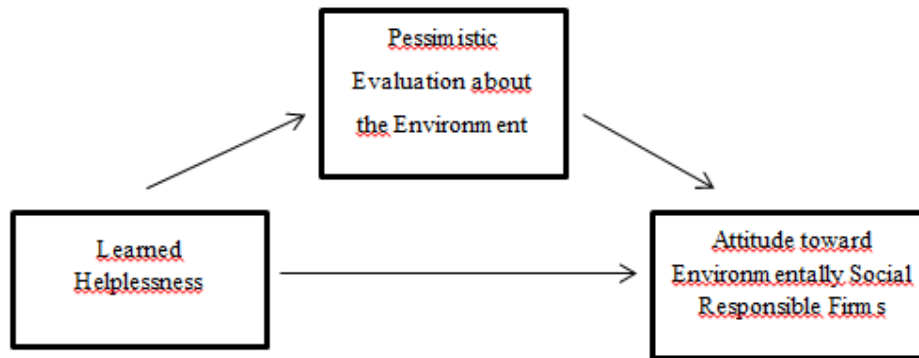 Pessimistic
Evaluation about
the Environment
Learned
Helplessness
Attitude toward
Environmentally Social
Responsible Firms